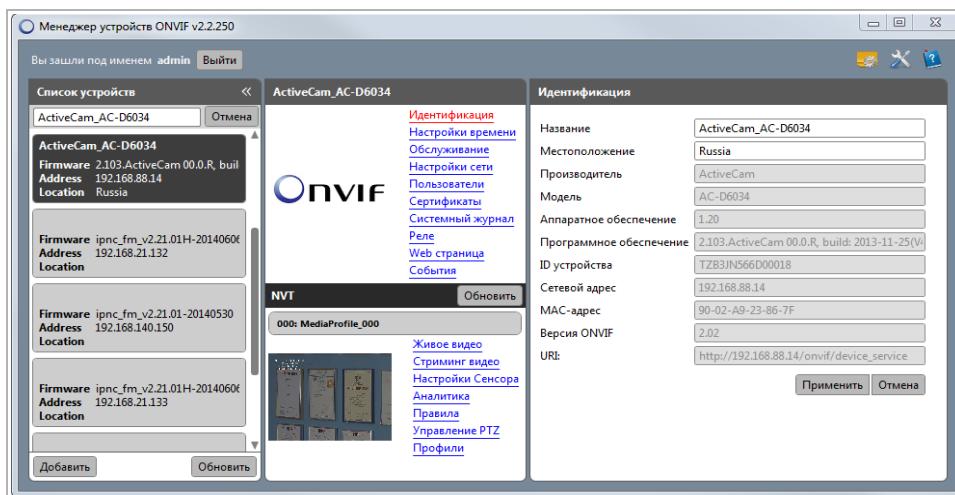 Менеджер устройств ONVIF v2.2.250
Вы зашли под именем admin Выйти
Список устройств
ActiveCam_AC-D6034 Отмена
ActiveCam_AC-D6034
Firmware 2.103.ActiveCam 00.0.R, buil
Address 192.168.88.14
Location Russia
Firmware ipnc_fm_v2.21.01H-20140606
Address 192.168.21.132
Location
Firmware ipnc_fm_v2.21.01-20140530
Address 192.168.140.150
Location
Firmware ipnc_fm_v2.21.01H-20140606
Address 192.168.21.133
Location
Добавить Обновить
ActiveCam_AC-D6034
ONVIF
Идентификация
Настройки времени
Обслуживание
Настройки сети
Пользователи
Сертификаты
Системный журнал
Реле
Web страница
События
NVT Обновить
000: MediaProfile_000
Живое видео
Стриминг видео
Настройки Сенсора
Аналитика
Правила
Управление PTZ
Профили
Идентификация
Название ActiveCam_AC-D6034
Местоположение Russia
Производитель ActiveCam
Модель AC-D6034
Аппаратное обеспечение 1.20
Программное обеспечение 2.103.ActiveCam 00.0.R, build: 2013-11-25(V4
ID устройства TZB3JN566D00018
Сетевой адрес 192.168.88.14
MAC-адрес 90-02-A9-23-86-7F
Версия ONVIF 2.02
URI: http://192.168.88.14/onvif/device_service
Применить Отмена